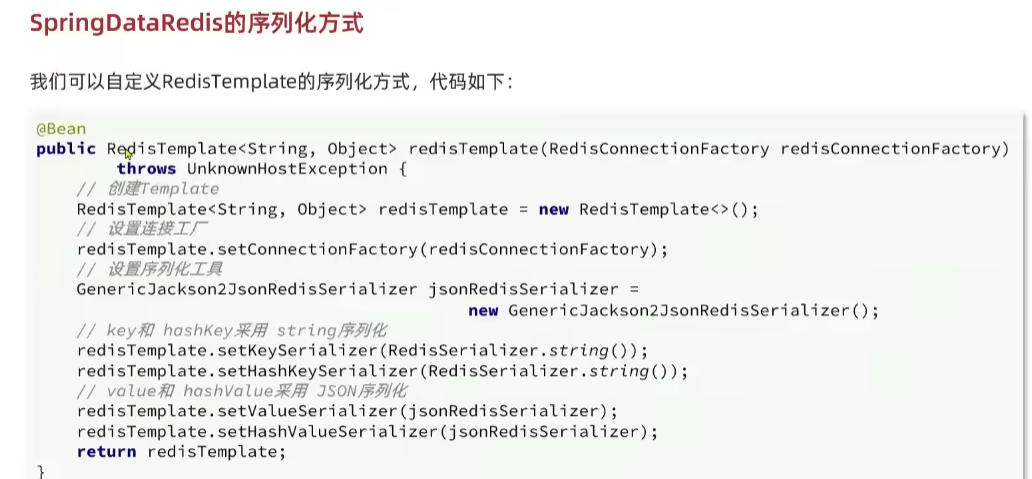 SpringDataRedis的序列化方式
我们可以自定义RedisTemplate的序列化方式，代码如下：
@Bean
public RedisTemplate<String, Object> redisTemplate(RedisConnectionFactory redisConnectionFactory)
        throws UnknownHostException {
    // 创建Template
    RedisTemplate<String, Object> redisTemplate = new RedisTemplate<>();
    // 设置连接工厂
    redisTemplate.setConnectionFactory(redisConnectionFactory);
    // 设置序列化工具
    GenericJackson2JsonRedisSerializer jsonRedisSerializer =
                                            new GenericJackson2JsonRedisSerializer();
    // key和 hashKey采用 string序列化
    redisTemplate.setKeySerializer(RedisSerializer.string());
    redisTemplate.setHashKeySerializer(RedisSerializer.string());
    // value和 hashValue采用 JSON序列化
    redisTemplate.setValueSerializer(jsonRedisSerializer);
    redisTemplate.setHashValueSerializer(jsonRedisSerializer);
    return redisTemplate;
}